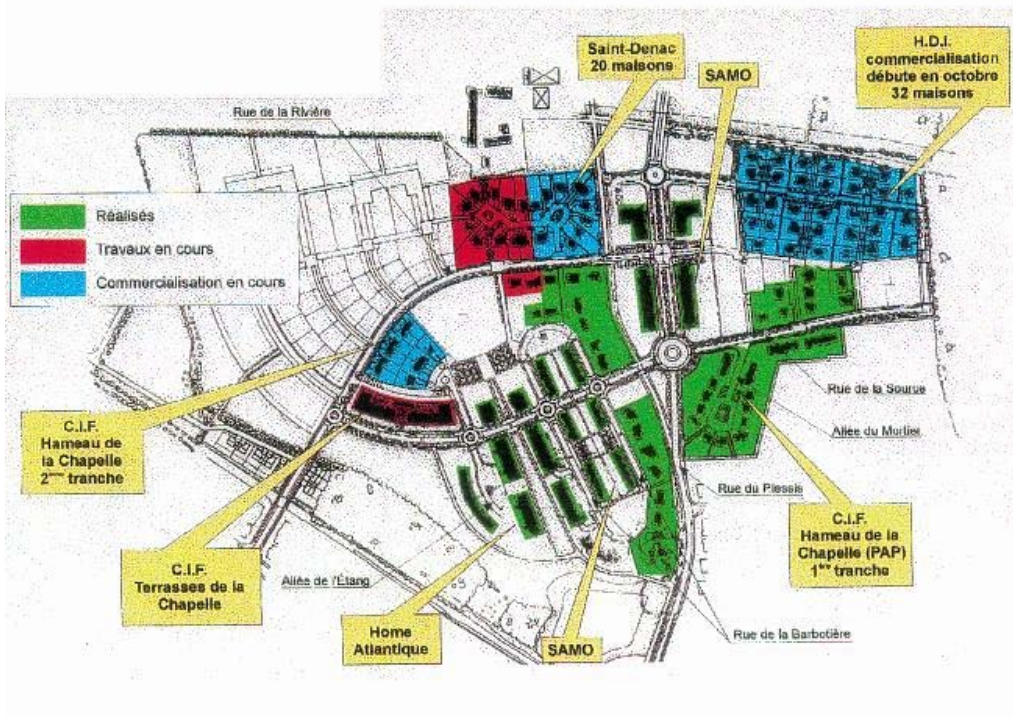 Saint-Denac
20 maisons
SAMO
H.D.I.
commercialisation
débute en octobre
32 maisons
Rue de la Rivière
Réalisés
Travaux en cours
Commercialisation en cours
C.I.F.
Hameau de
la Chapelle
2ème tranche
Rue de la Source
Allée du Mortier
Rue du Plessis
C.I.F.
Hameau de la
Chapelle (PAP)
1ère tranche
C.I.F.
Terrasses de la
Chapelle
Allée de l'Étang
Home
Atlantique
SAMO
Rue de la Barbotière